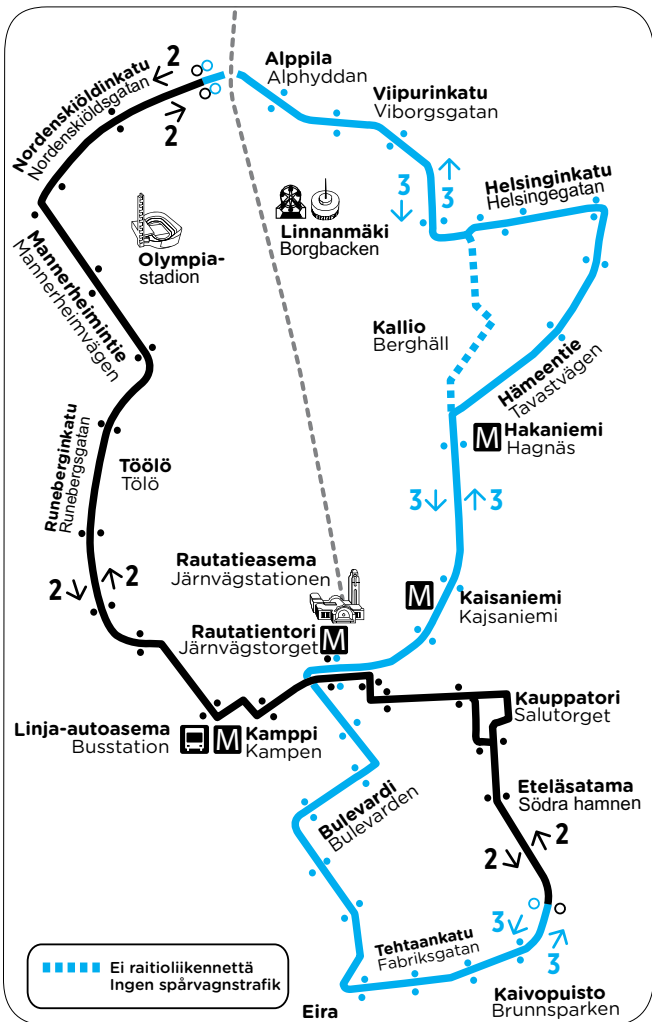 2
2
Nordenskiöldinkatu
Nordenskiöldsgatan
Alppila
Alphyddan
Viipurinkatu
Viborgsgatan
3
3
Helsinginkatu
Helsingegatan
Olympia-
stadion
Linnanmäki
Borgbacken
Mannerheimintie
Mannerheimvägen
Kallio
Berghäll
Hämeentie
Tavastvägen
M Hakaniemi
Hagnäs
Runeberginkatu
Runebergsgatan
Töölö
Tölö
3
3
2
2
Rautatieasema
Järnvägstationen
M Kaisaniemi
Kajsaniemi
Rautatientori
Järnvägstorget M
Linja-autoasema
Busstation
M Kamppi
Kampen
Kauppatori
Salutorget
Eteläsatama
Södra hamnen
2
2
Bulevardi
Bulevarden
3
3
Tehtaankatu
Fabriksgatan
Kaivopuisto
Brunnsparken
Eira
Ei raitioliikennettä
Ingen spårvagnstrafik